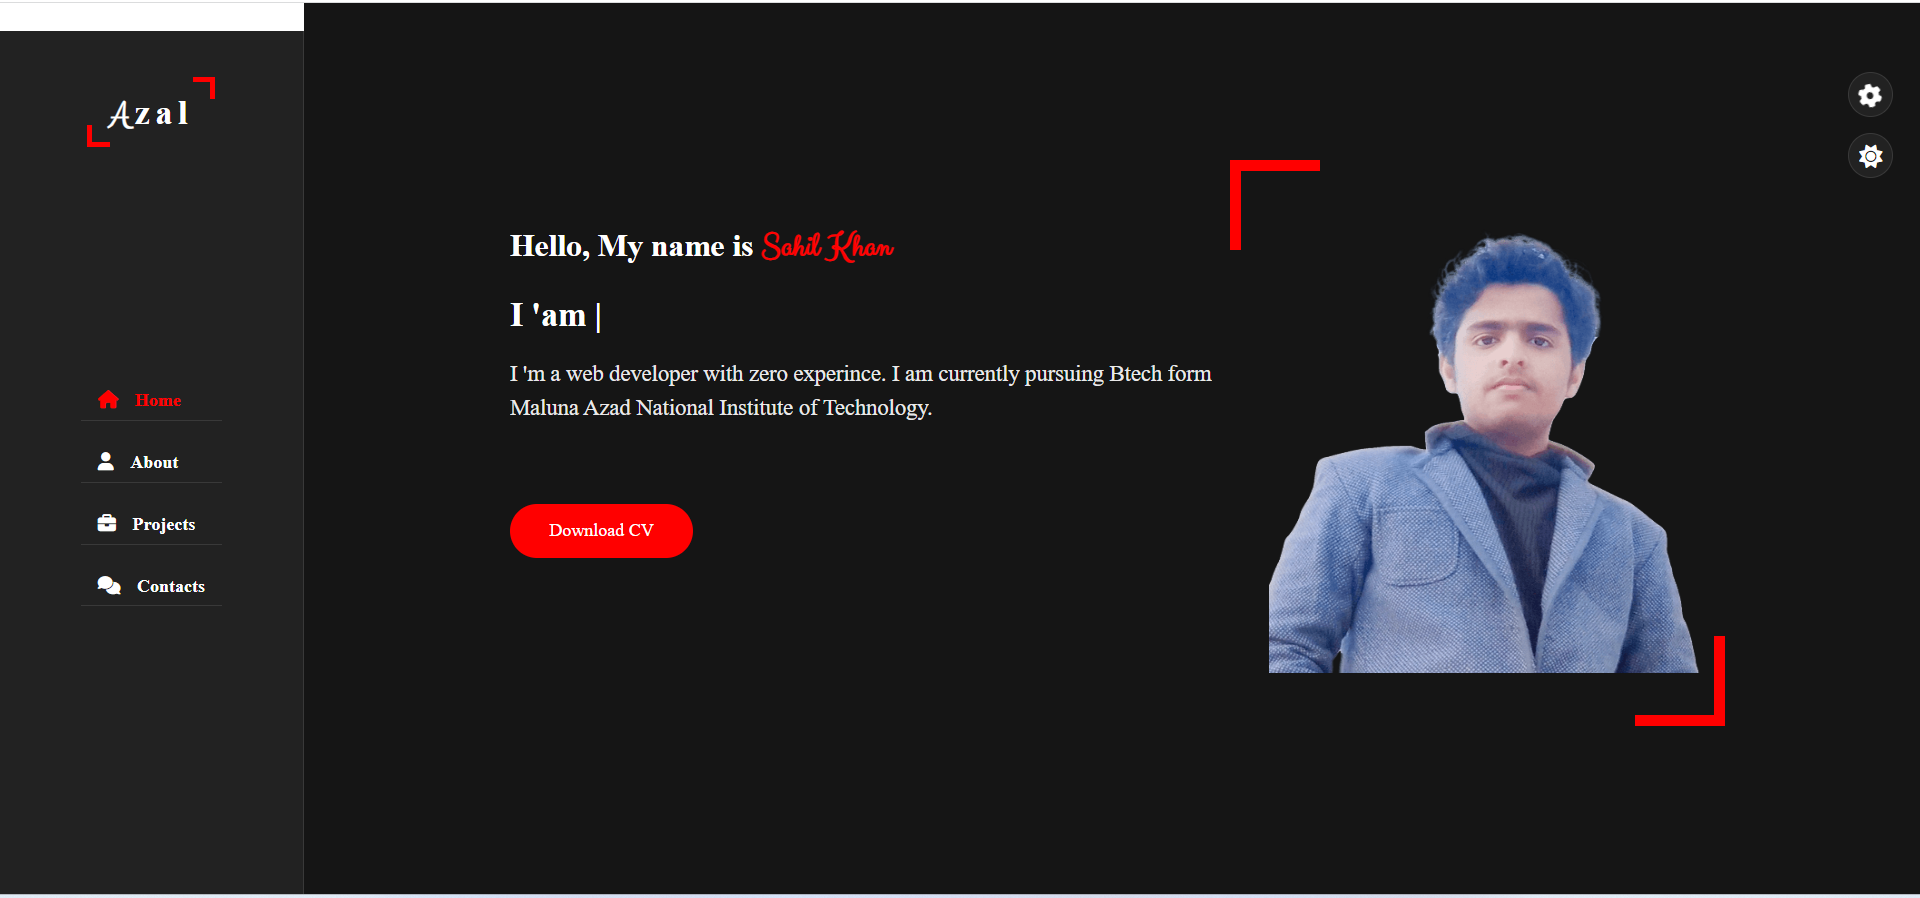 Azal
Home
About
Projects
Contacts
Hello, My name is Sohil Khan
I 'am |
I 'm a web developer with zero experince. I am currently pursuing Btech form
Maluna Azad National Institute of Technology.
Download CV